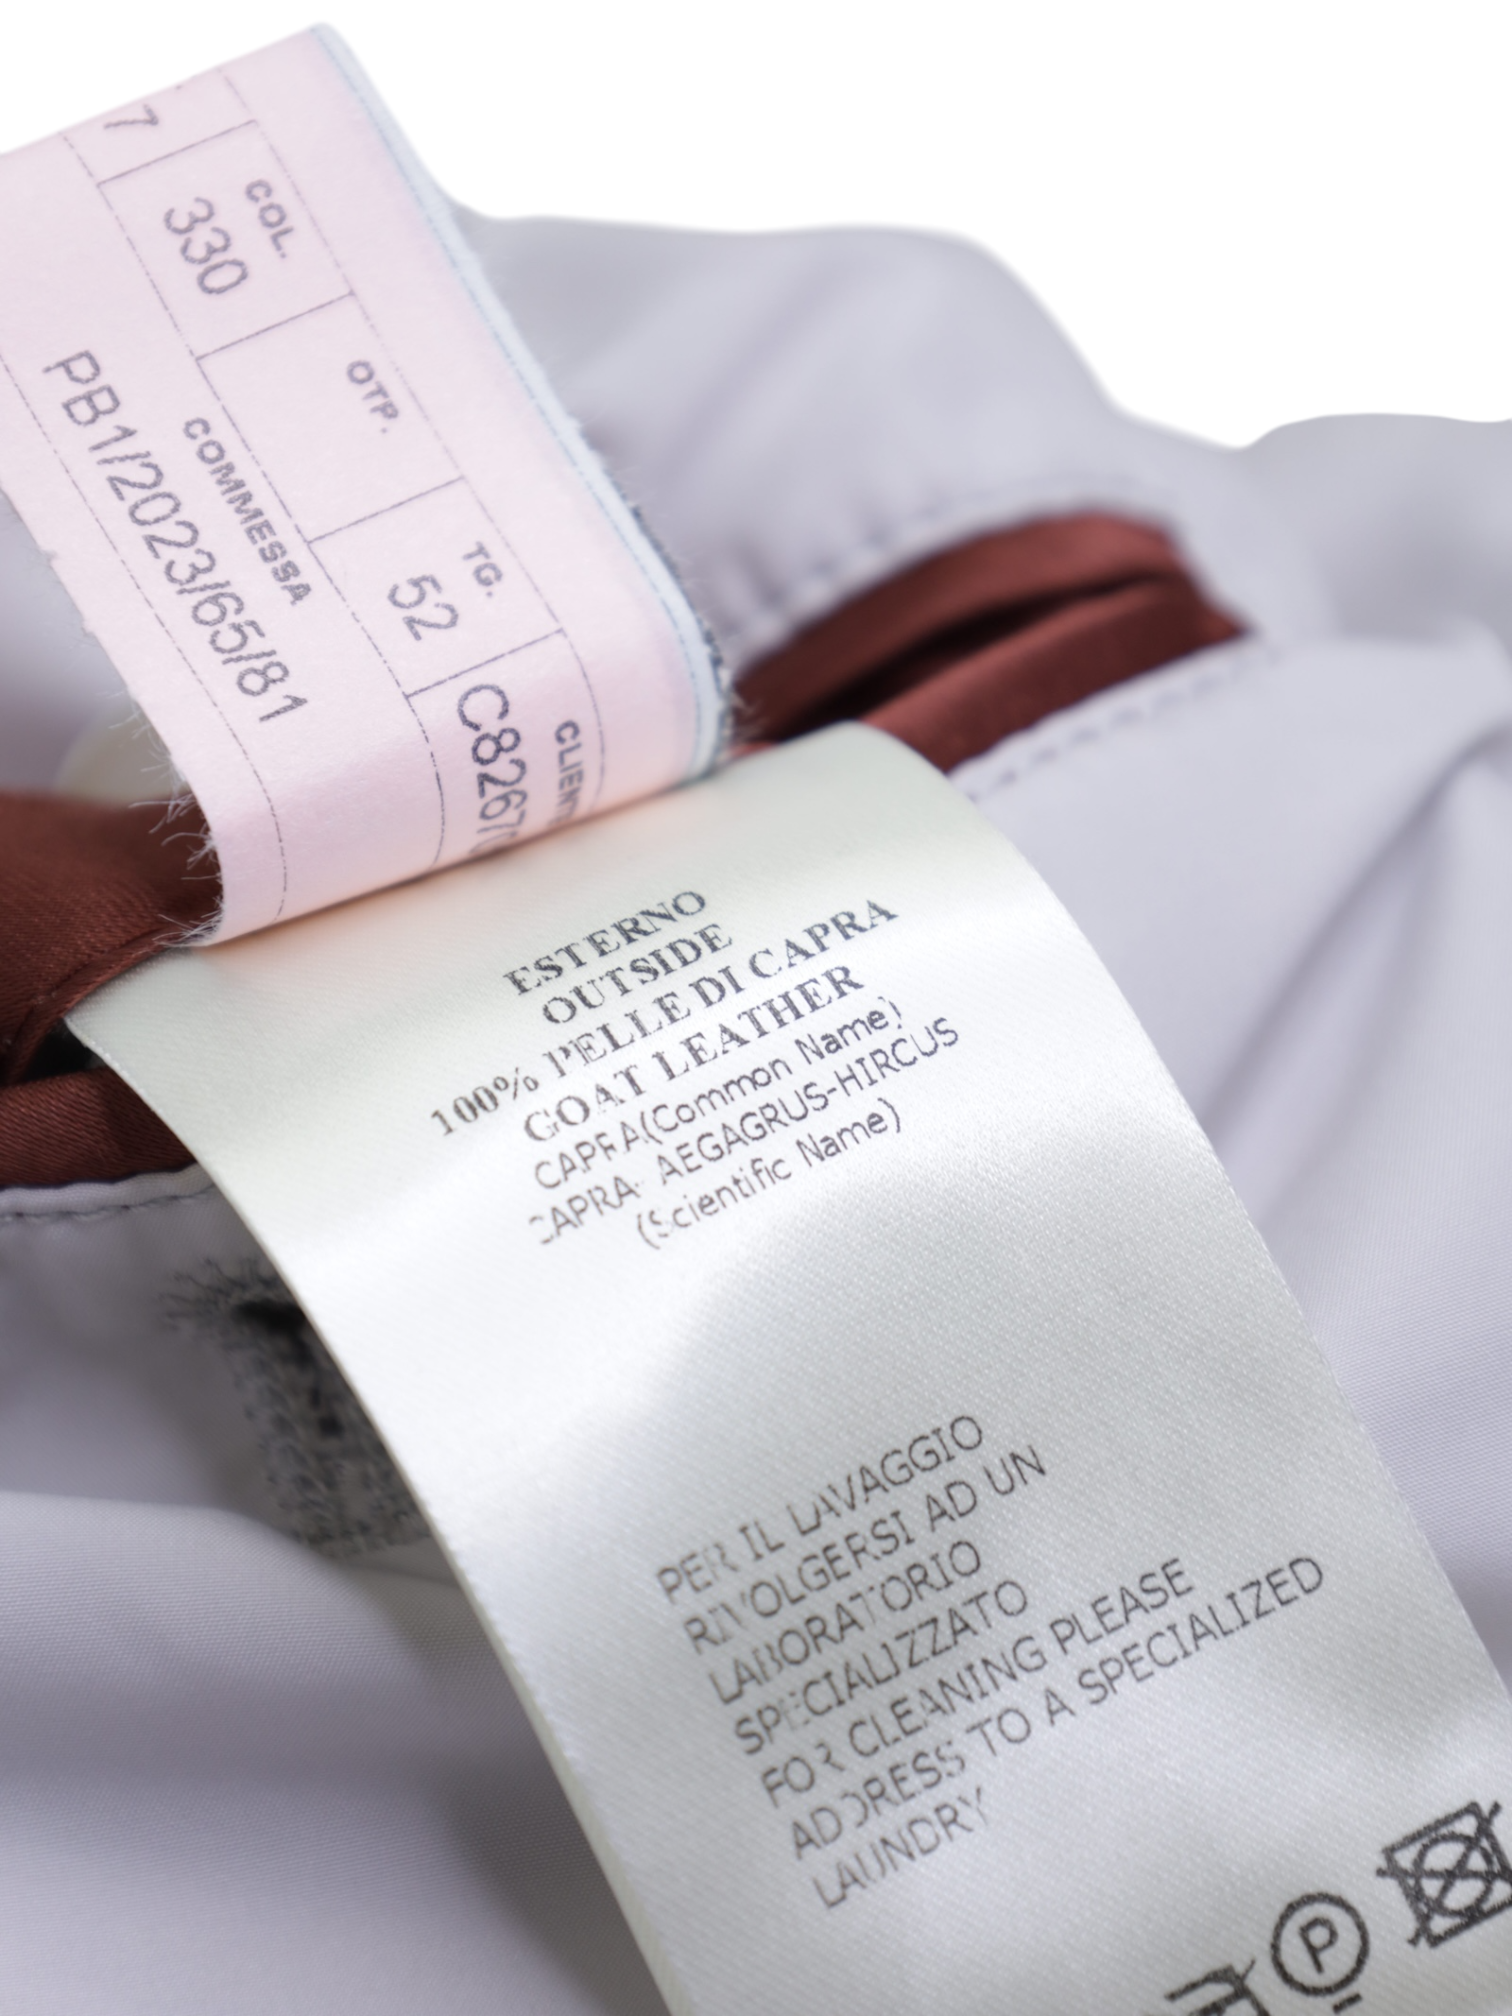 7
COL.
330
OTP.
TG.
52
COMMESSA
PB1/2023/65/81
ESTERNO
OUTSIDE
100% PELLE DI CAPRA
GOAT LEATHER
CAPRA(Common Name)
CAPRA- AEGAGRUS-HIRCUS
(Scientific Name)
PER IL LAVAGGIO
RIVOLGERSI AD UN
LABORATORIO
SPECIALIZZATO
FOR CLEANING PLEASE
ADDRESS TO A SPECIALIZED
LAUNDRY
P